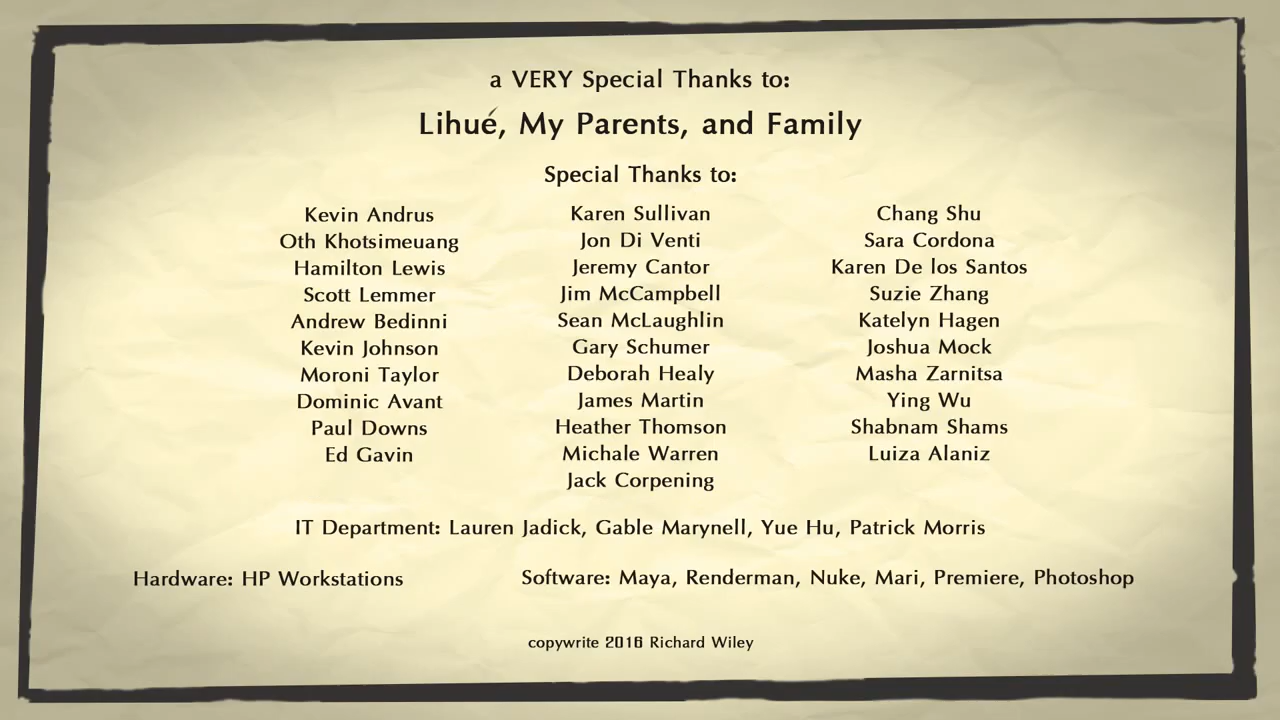 a VERY Special Thanks to:
Lihué, My Parents, and Family
Special Thanks to:
Kevin Andrus
Oth Khotsimeuang
Hamilton Lewis
Scott Lemmer
Andrew Bedinni
Kevin Johnson
Moroni Taylor
Dominic Avant
Paul Downs
Ed Gavin
Karen Sullivan
Jon Di Venti
Jeremy Cantor
Jim McCampbell
Sean McLaughlin
Gary Schumer
Deborah Healy
James Martin
Heather Thomson
Michale Warren
Jack Corpening
Chang Shu
Sara Cordona
Karen De los Santos
Suzie Zhang
Katelyn Hagen
Joshua Mock
Masha Zarnitsa
Ying Wu
Shabnam Shams
Luiza Alaniz
IT Department: Lauren Jadick, Gable Marynell, Yue Hu, Patrick Morris
Hardware: HP Workstations
Software: Maya, Renderman, Nuke, Mari, Premiere, Photoshop
copywrite 2016 Richard Wiley